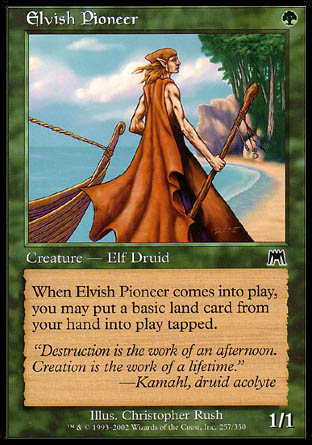 Elvish Pioneer
Creature — Elf Druid
When Elvish Pioneer comes into play,
you may put a basic land card from
your hand into play tapped.
“Destruction is the work of an afternoon.
Creation is the work of a lifetime.”
—Kamahl, druid acolyte
Illus. Christopher Rush
™ & © 1993-2002 Wizards of the Coast, Inc. 257/350
1/1